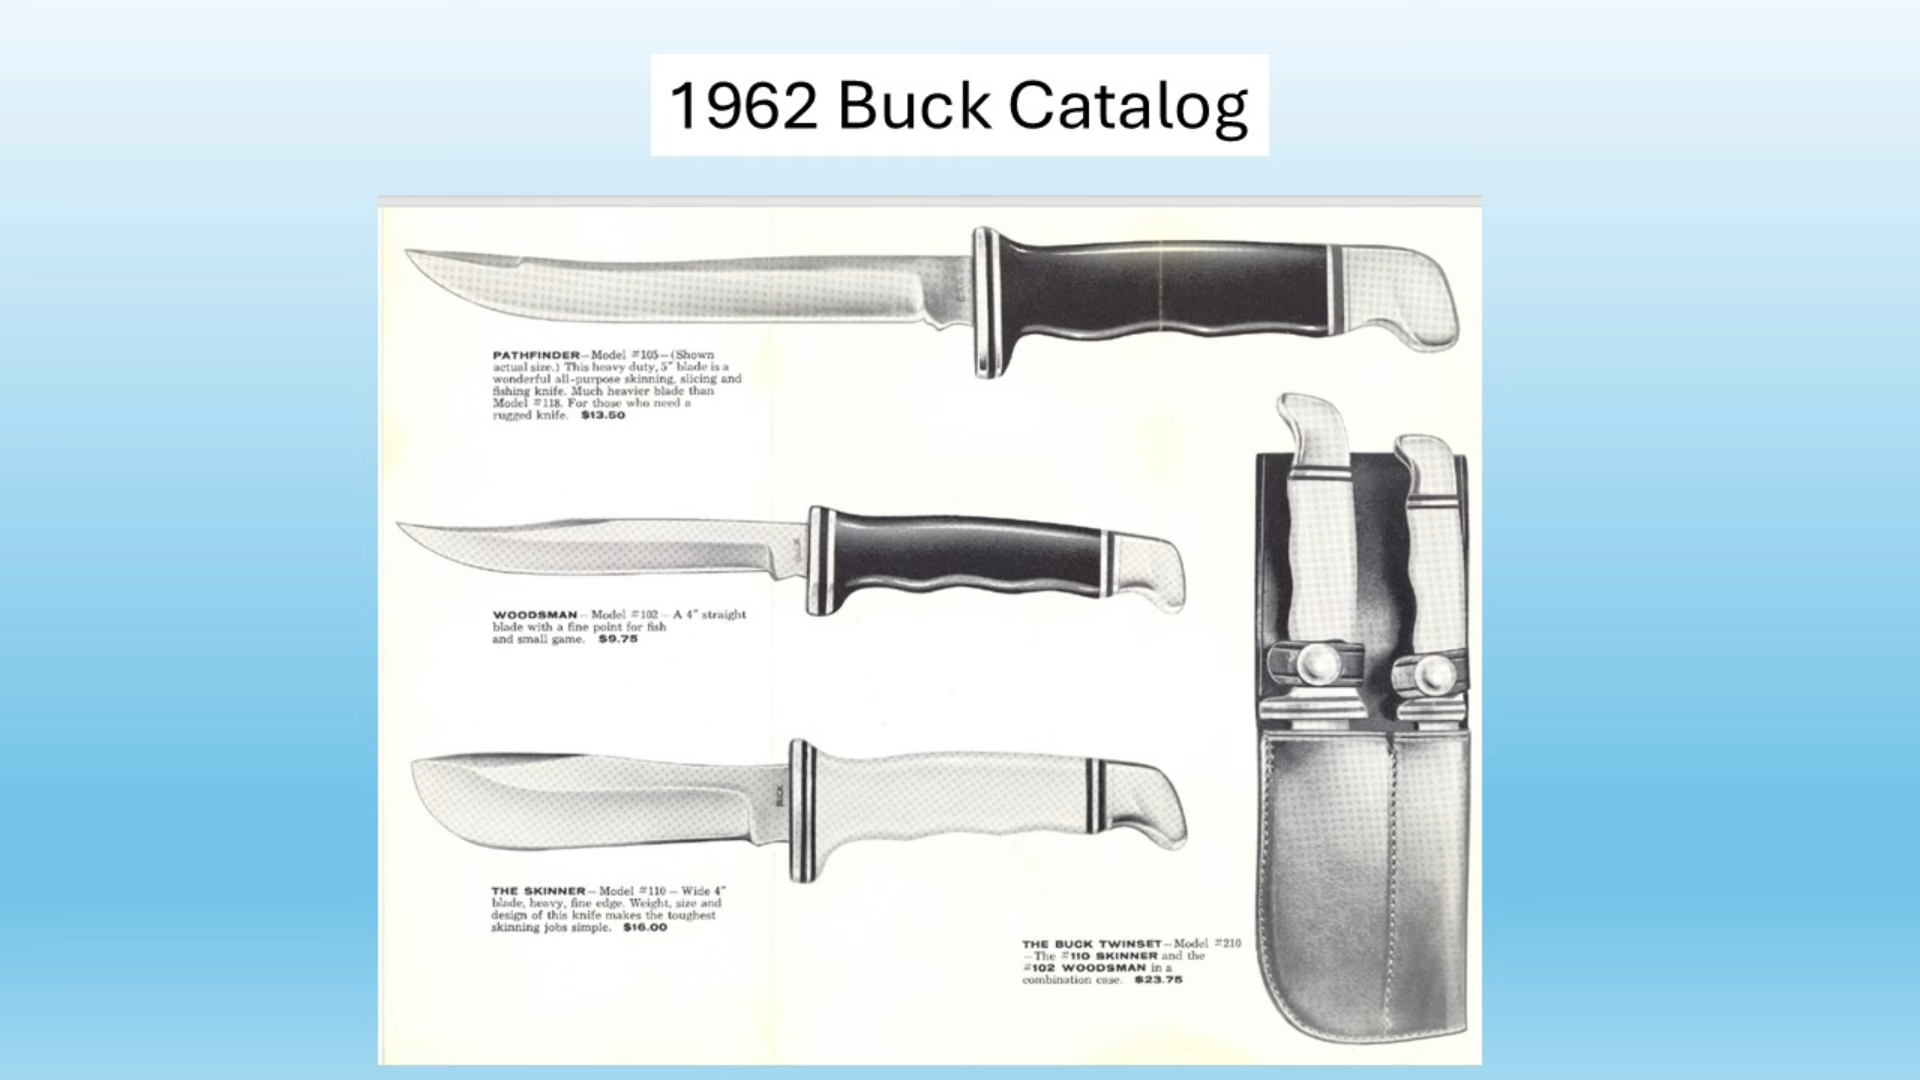 1962 Buck Catalog
PATHFINDER—Model #105—(Shown
actual size.) This heavy duty, 5" blade is a
wonderful all-purpose skinning, slicing and
fishing knife. Much heavier blade than
Model #118. For those who need a
rugged knife. $13.50
WOODSMAN — Model #102 — A 4" straight
blade with a fine point for fish
and small game. $9.75
BUCK
THE SKINNER — Model #110 — Wide 4"
blade, heavy, fine edge. Weight, size and
design of this knife makes the toughest
skinning jobs simple. $16.00
THE BUCK TWINSET—Model #210
—The #110 SKINNER and the
#102 WOODSMAN in a
combination case. $23.75